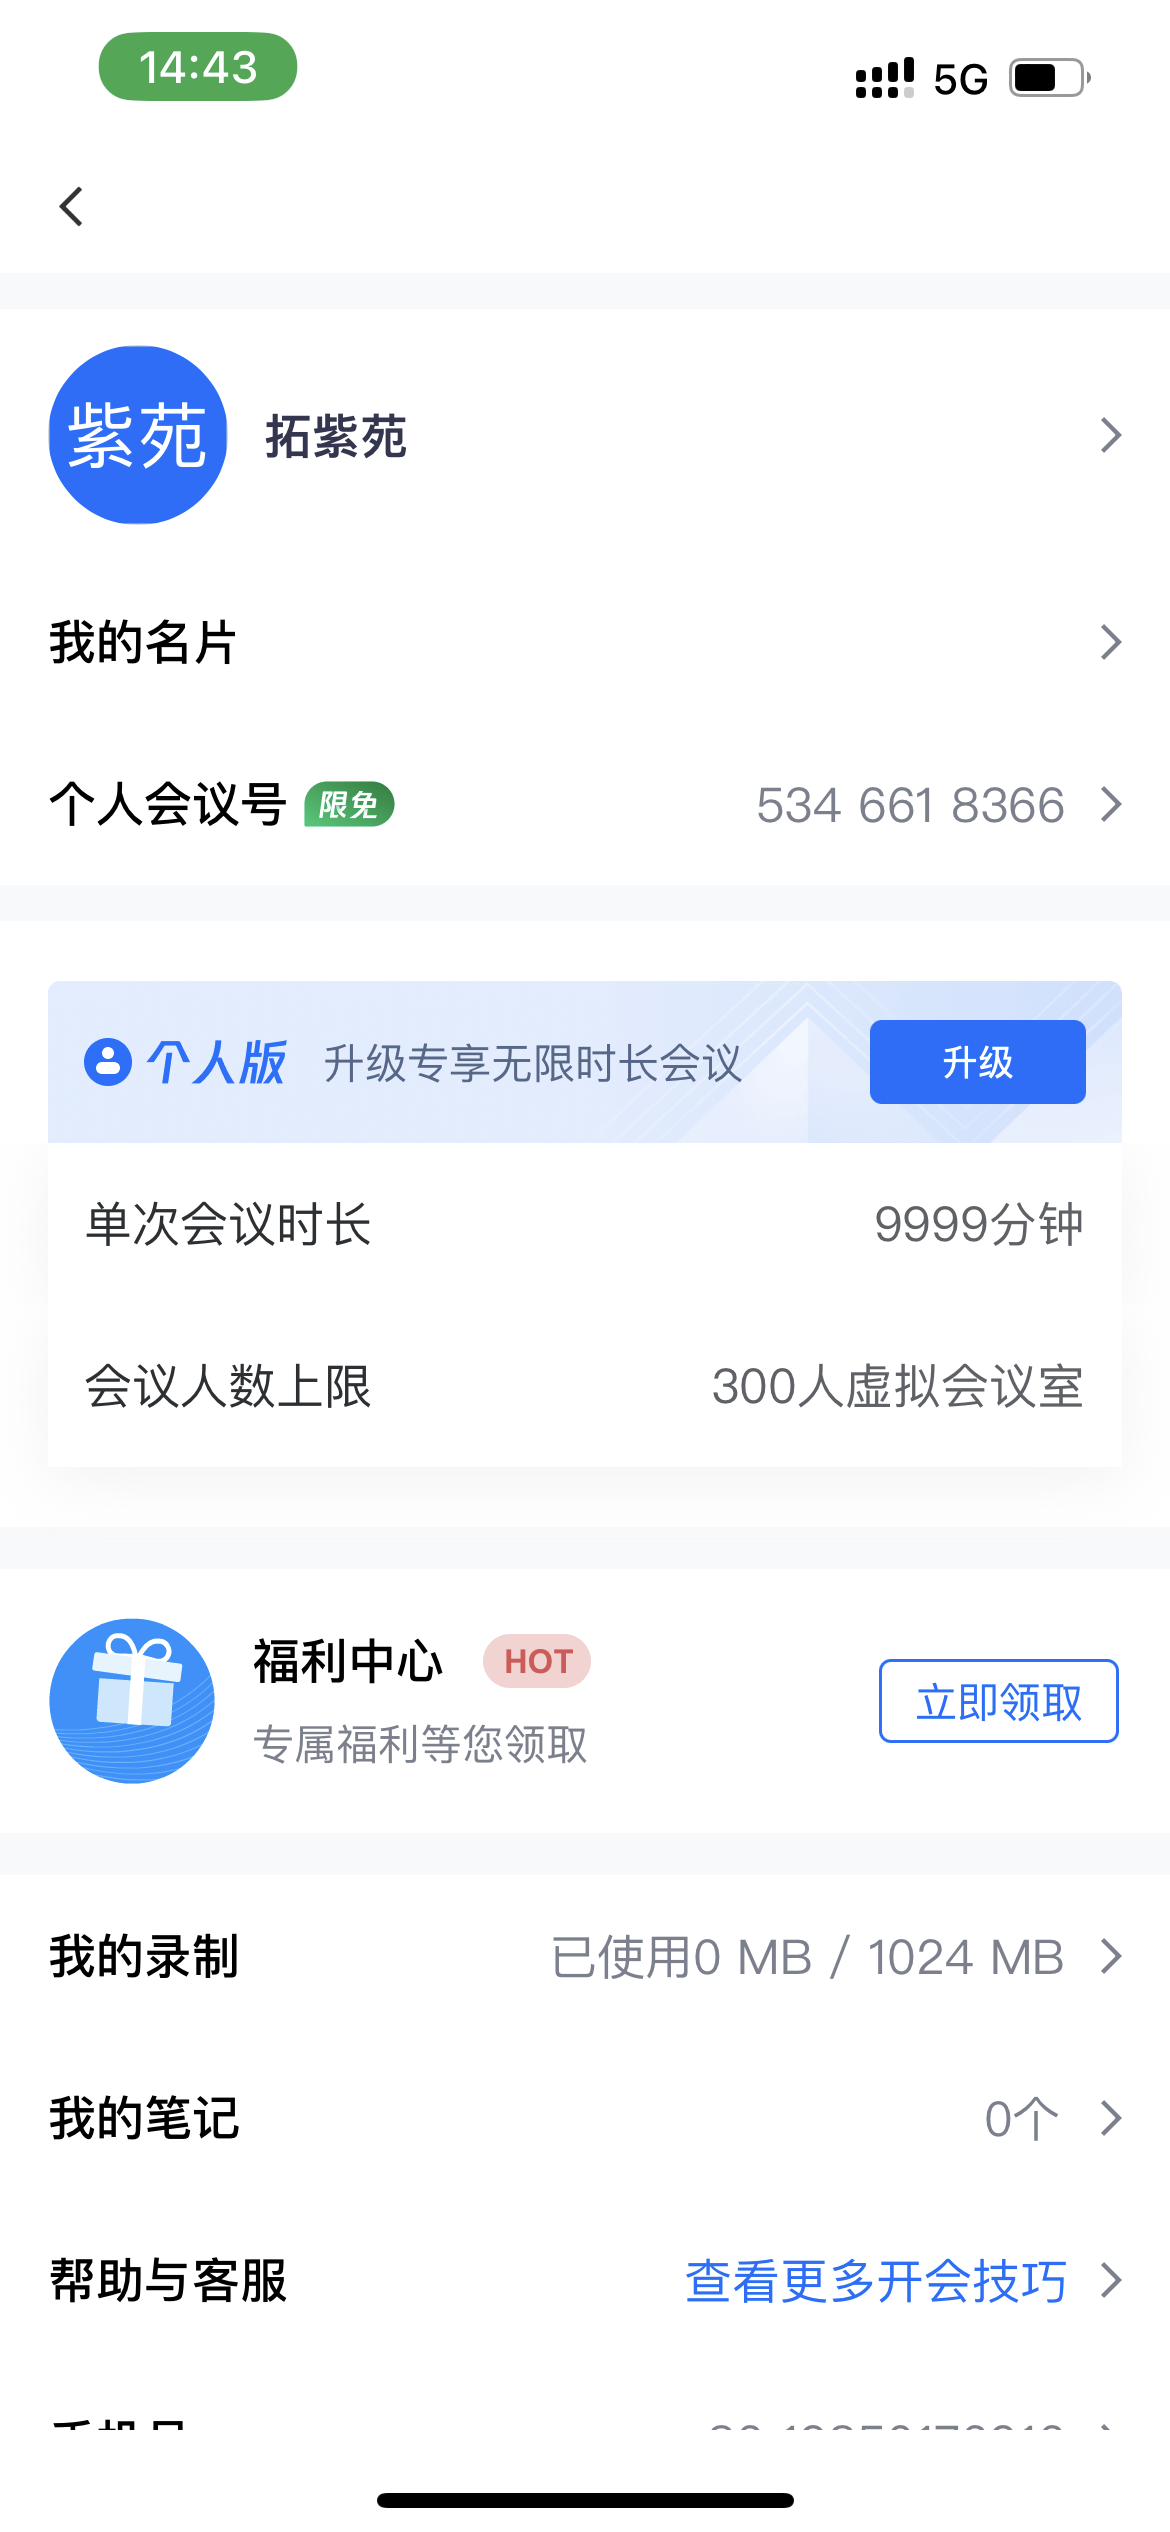 14:43
5G
紫苑
拓紫苑
我的名片
个人会议号 限免 534 661 8366
个人版 升级专享无限时长会议 升级
单次会议时长 9999分钟
会议人数上限 300人虚拟会议室
福利中心 HOT
专属福利等您领取
立即领取
我的录制 已使用0 MB / 1024 MB
我的笔记 0个
帮助与客服 查看更多开会技巧